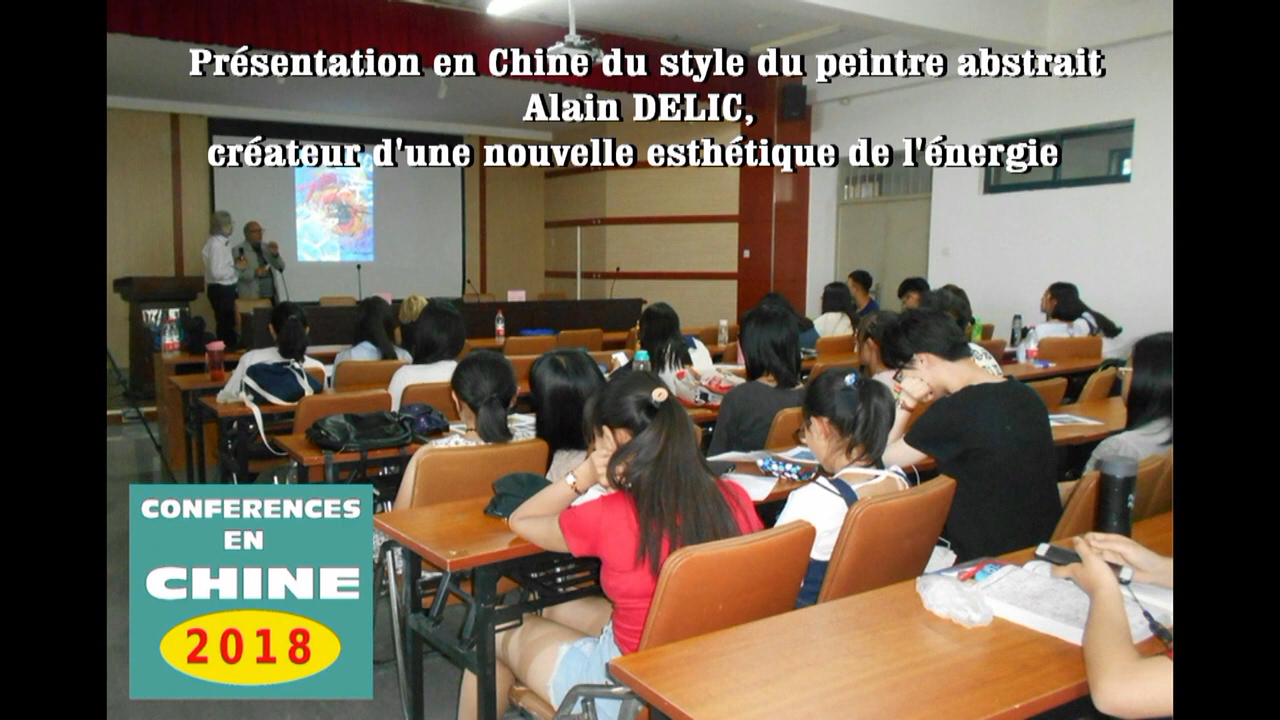 Présentation en Chine du style du peintre abstrait
Alain DELIC,
créateur d'une nouvelle esthétique de l'énergie
CONFERENCES
EN
CHINE
2018